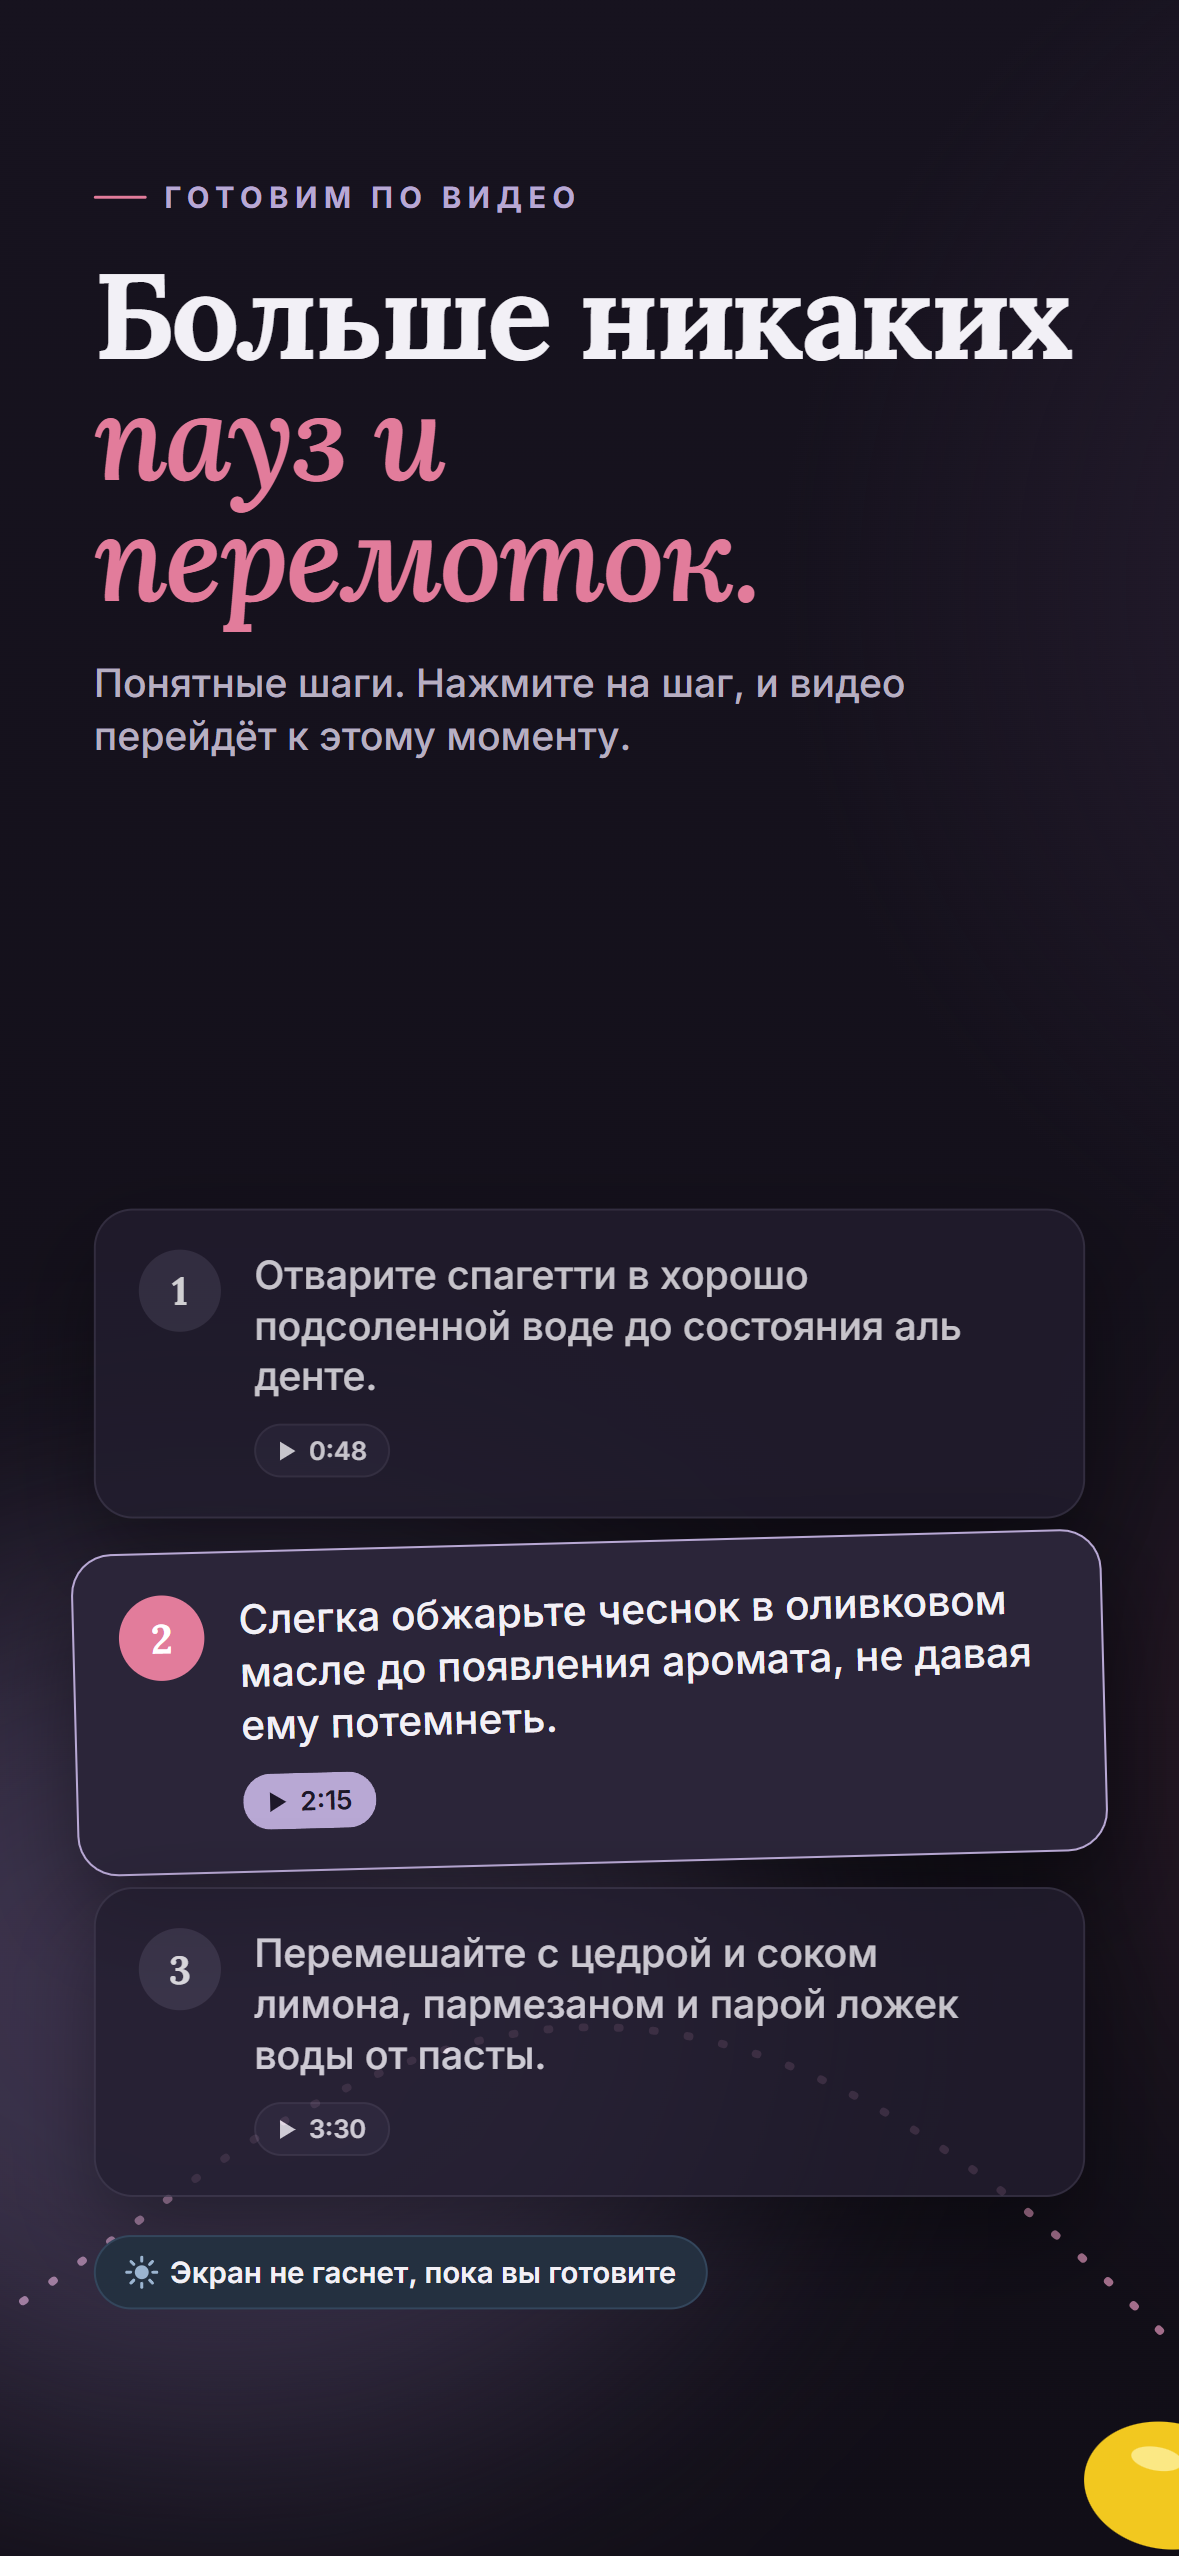 ГОТОВИМ ПО ВИДЕО
Больше никаких
пауз и
перемоток.
Понятные шаги. Нажмите на шаг, и видео
перейдёт к этому моменту.
1
Отварите спагетти в хорошо
подсоленной воде до состояния аль
денте.
0:48
2
Слегка обжарьте чеснок в оливковом
масле до появления аромата, не давая
ему потемнеть.
2:15
3
Перемешайте с цедрой и соком
лимона, пармезаном и парой ложек
воды от пасты.
3:30
Экран не гаснет, пока вы готовите